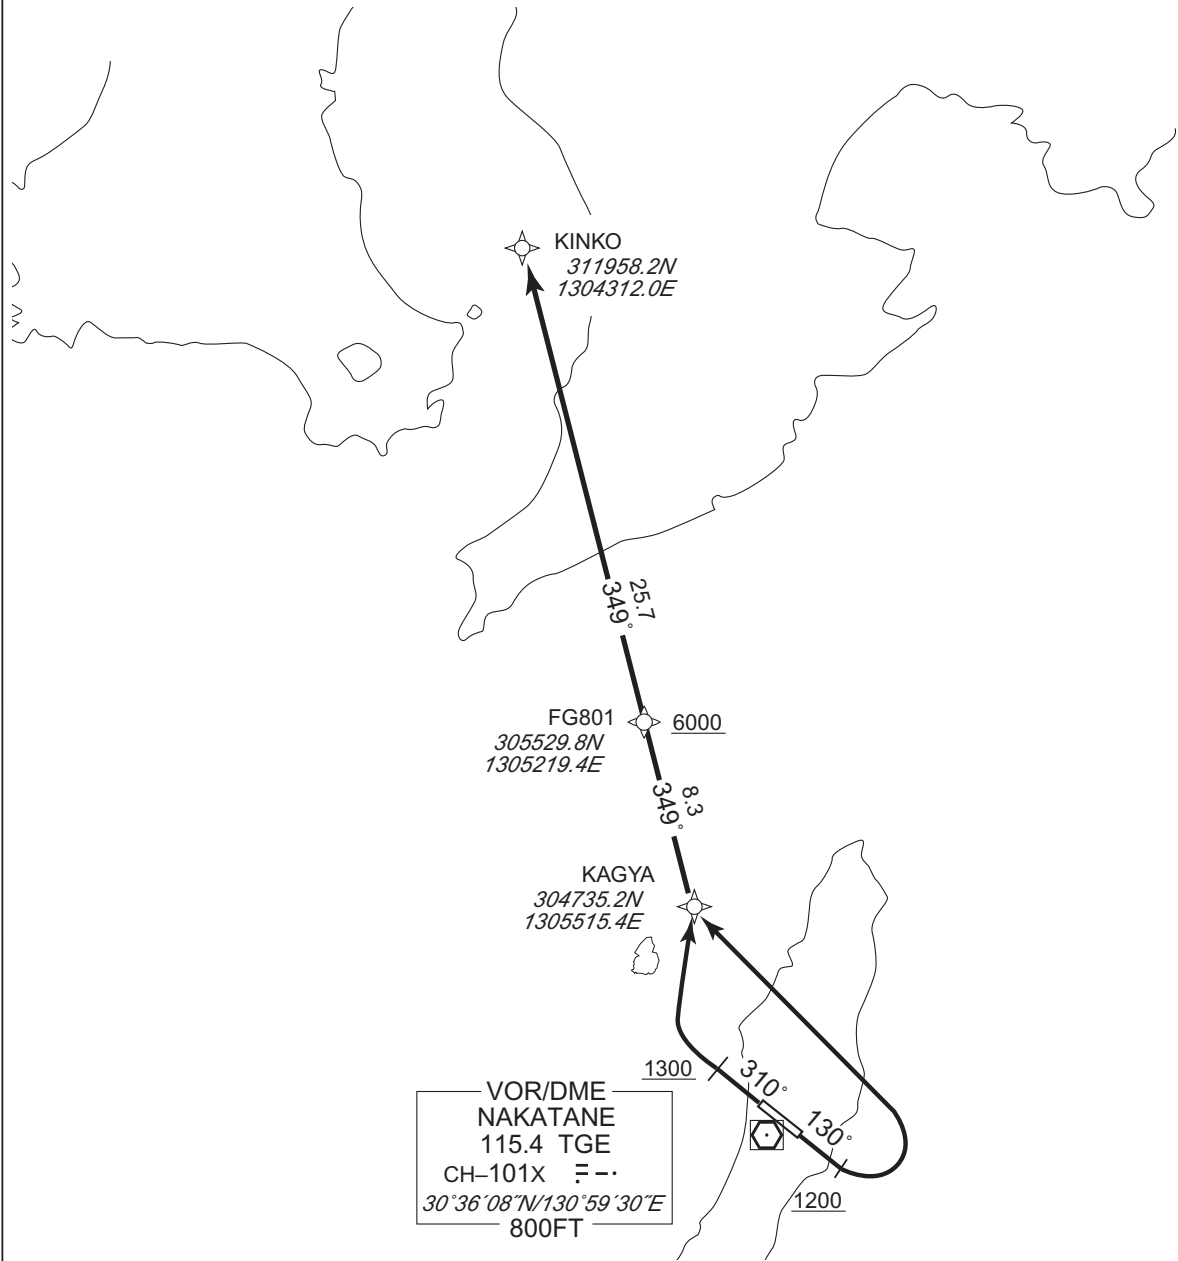 KINKO
311958.2N
1304312.0E
25.7
349°
FG801
305529.8N
1305219.4E
6000
8.3
349°
KAGYA
304735.2N
1305515.4E
1300
310°
130°
1200
VOR/DME
NAKATANE
115.4 TGE
CH–101X
30°36′08″N/130°59′30″E
800FT